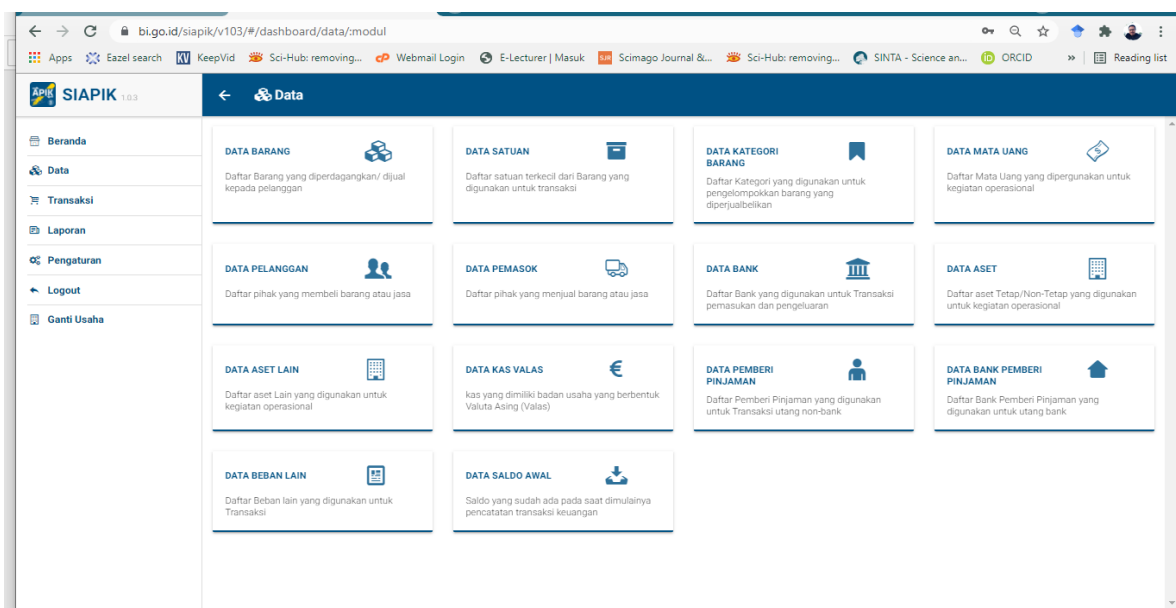 bi.go.id/siapik/v103/#/dashboard/data/:modul
Apps Eazel search KV KeepVid Sci-Hub: removing... cP Webmail Login E-Lecturer | Masuk SJR Scimago Journal &... Sci-Hub: removing... SINTA - Science an... iD ORCID » Reading list
APIK SIAPIK 1.0.3
Data
Beranda
Data
Transaksi
Laporan
Pengaturan
Logout
Ganti Usaha
DATA BARANG
Daftar Barang yang diperdagangkan/ dijual
kepada pelanggan
DATA SATUAN
Daftar satuan terkecil dari Barang yang
digunakan untuk transaksi
DATA KATEGORI
BARANG
Daftar Kategori yang digunakan untuk
pengelompokkan barang yang
diperjualbelikan
DATA MATA UANG
Daftar Mata Uang yang dipergunakan untuk
kegiatan operasional
DATA PELANGGAN
Daftar pihak yang membeli barang atau jasa
DATA PEMASOK
Daftar pihak yang menjual barang atau jasa
DATA BANK
Daftar Bank yang digunakan untuk Transaksi
pemasukan dan pengeluaran
DATA ASET
Daftar aset Tetap/Non-Tetap yang digunakan
untuk kegiatan operasional
DATA ASET LAIN
Daftar aset Lain yang digunakan untuk
kegiatan operasional
DATA KAS VALAS
€
kas yang dimiliki badan usaha yang berbentuk
Valuta Asing (Valas)
DATA PEMBERI
PINJAMAN
Daftar Pemberi Pinjaman yang digunakan
untuk Transaksi utang non-bank
DATA BANK PEMBERI
PINJAMAN
Daftar Bank Pemberi Pinjaman yang
digunakan untuk utang bank
DATA BEBAN LAIN
Daftar Beban lain yang digunakan untuk
Transaksi
DATA SALDO AWAL
Saldo yang sudah ada pada saat dimulainya
pencatatan transaksi keuangan